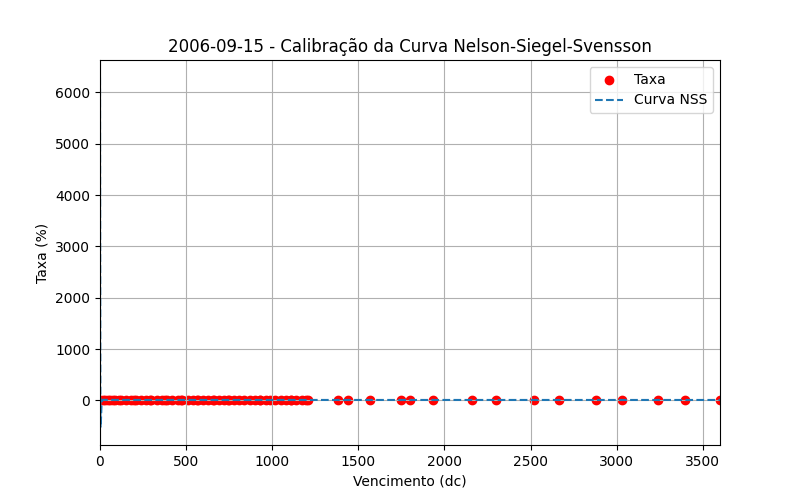 2006-09-15 - Calibração da Curva Nelson-Siegel-Svensson
Taxa
Curva NSS
Taxa (%)
6000
5000
4000
3000
2000
1000
0
0 500 1000 1500 2000 2500 3000 3500
Vencimento (dc)